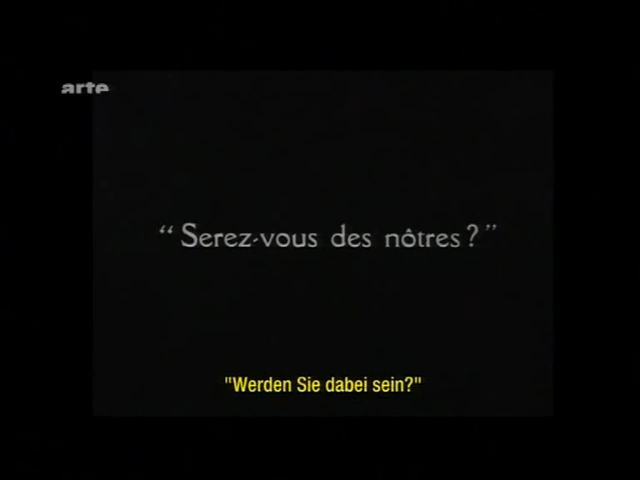 arte
“Serez-vous des nôtres?”
"Werden Sie dabei sein?"